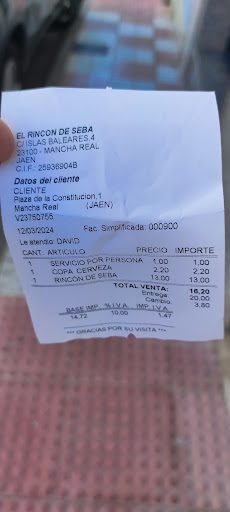 EL RINCON DE SEBA
C/ ISLAS BALEARES,4
23100 - MANCHA REAL
JAEN
C.I.F.: 25936904B
Datos del cliente
CLIENTE
Plaza de la Constitucion,1
Mancha Real (JAEN)
V23750755
12/03/2024 Fac. Simplificada: 000900
Le atendio: DAVID
CANT. ARTICULO PRECIO IMPORTE
1 SERVICIO POR PERSONA 1,00 1,00
1 COPA CERVEZA 2,20 2,20
1 RINCON DE SEBA 13,00 13,00
TOTAL VENTA: 16,20
Entrega: 20,00
Cambio: 3,80
BASE IMP. % I.V.A. IMP. I.V.A.
14,72 10,00 1,47
*** GRACIAS POR SU VISITA ***